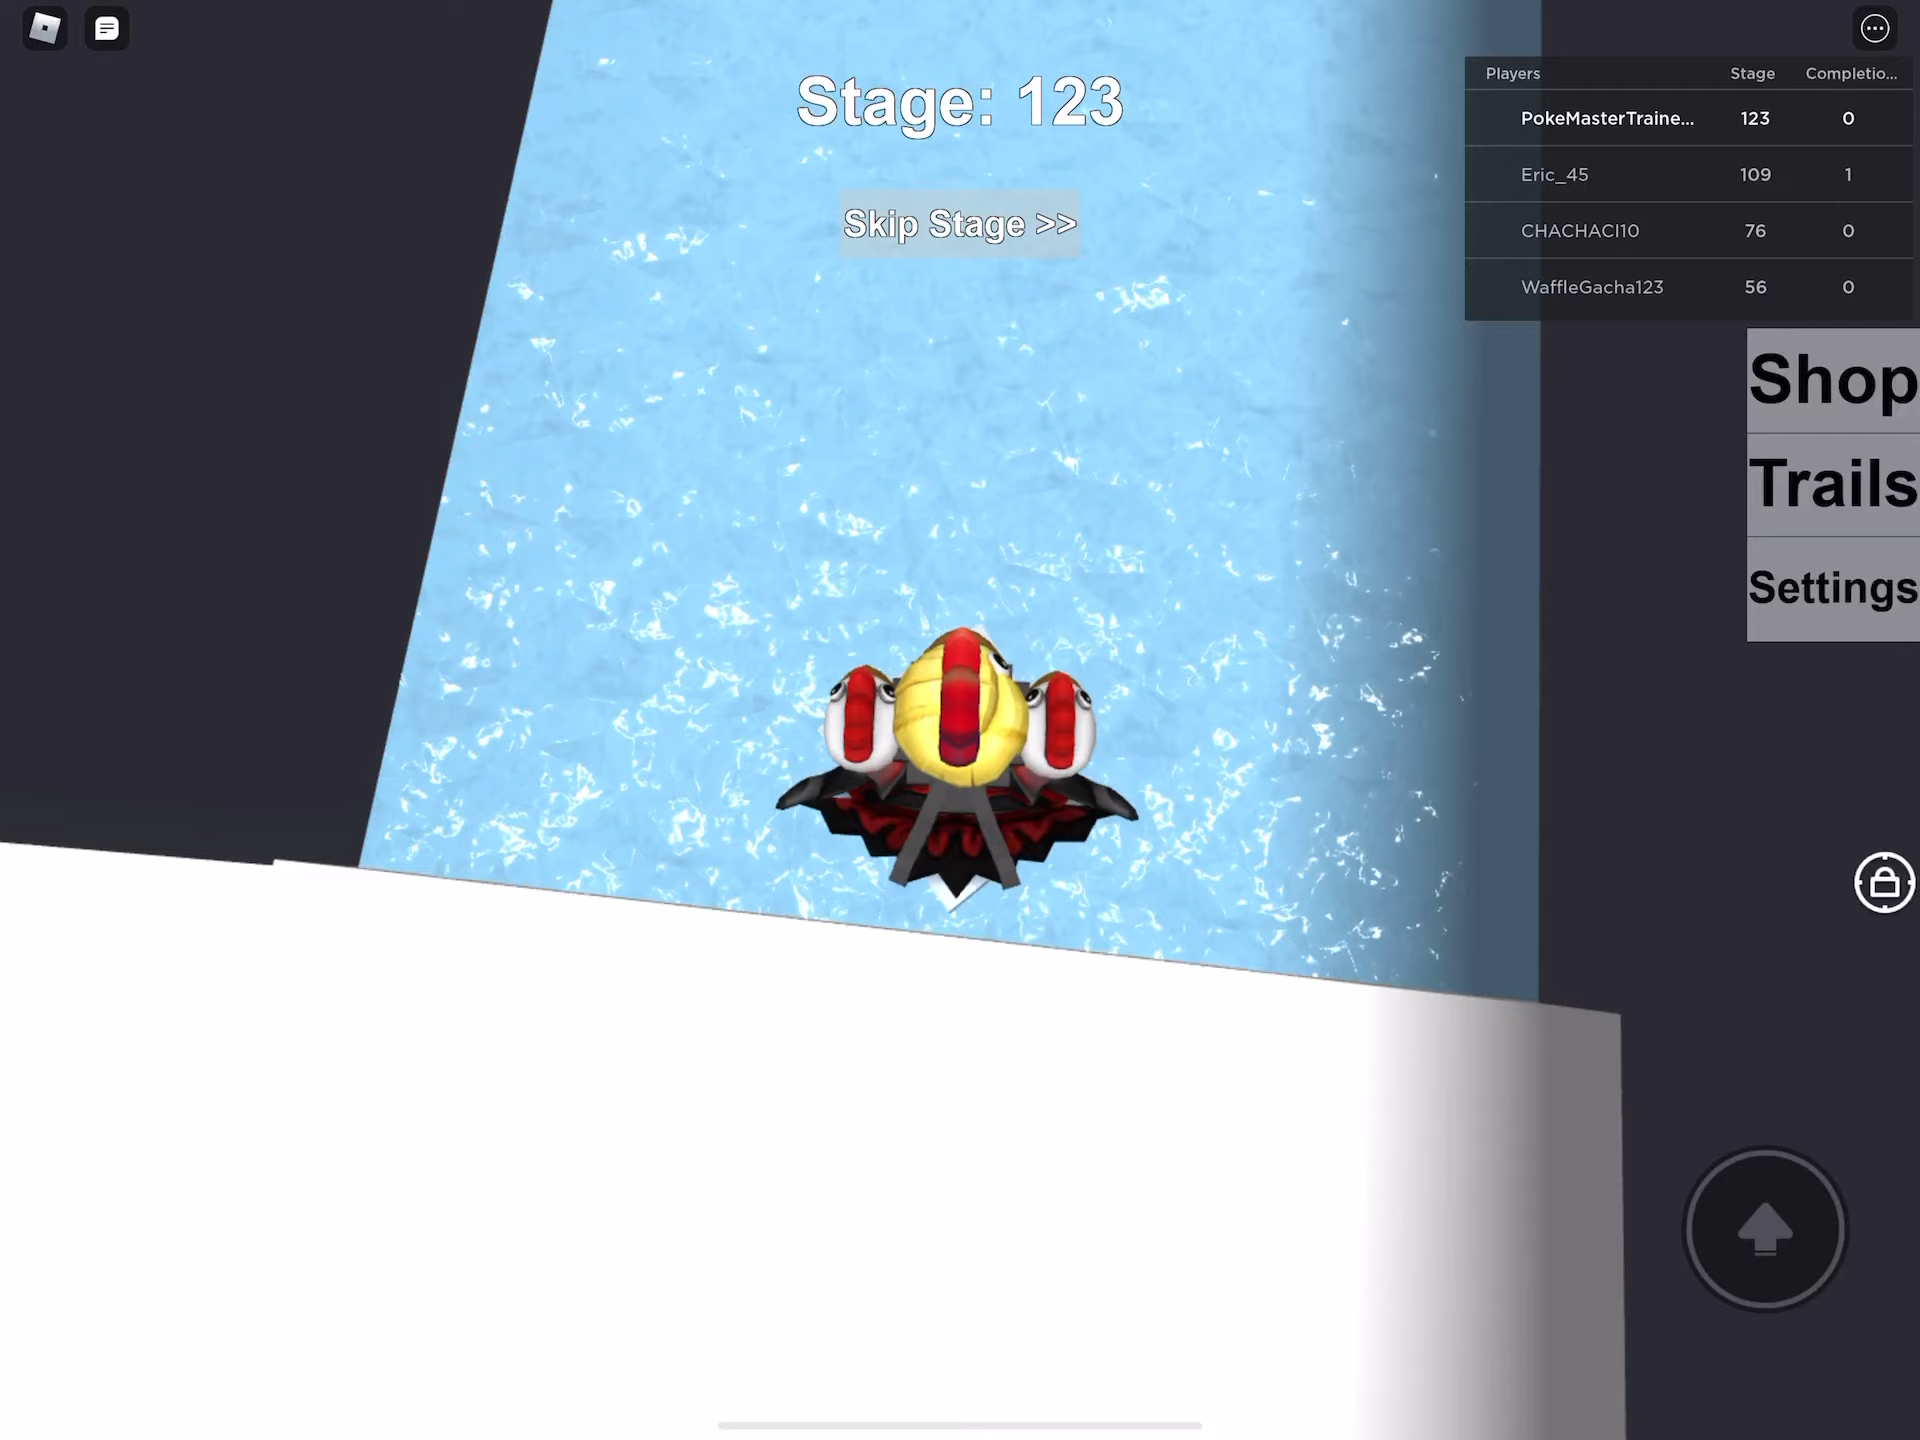 Stage: 123
Skip Stage >>
Players Stage Completio...
PokeMasterTraine... 123 0
Eric_45 109 1
CHACHACI10 76 0
WaffleGacha123 56 0
Shop
Trails
Settings